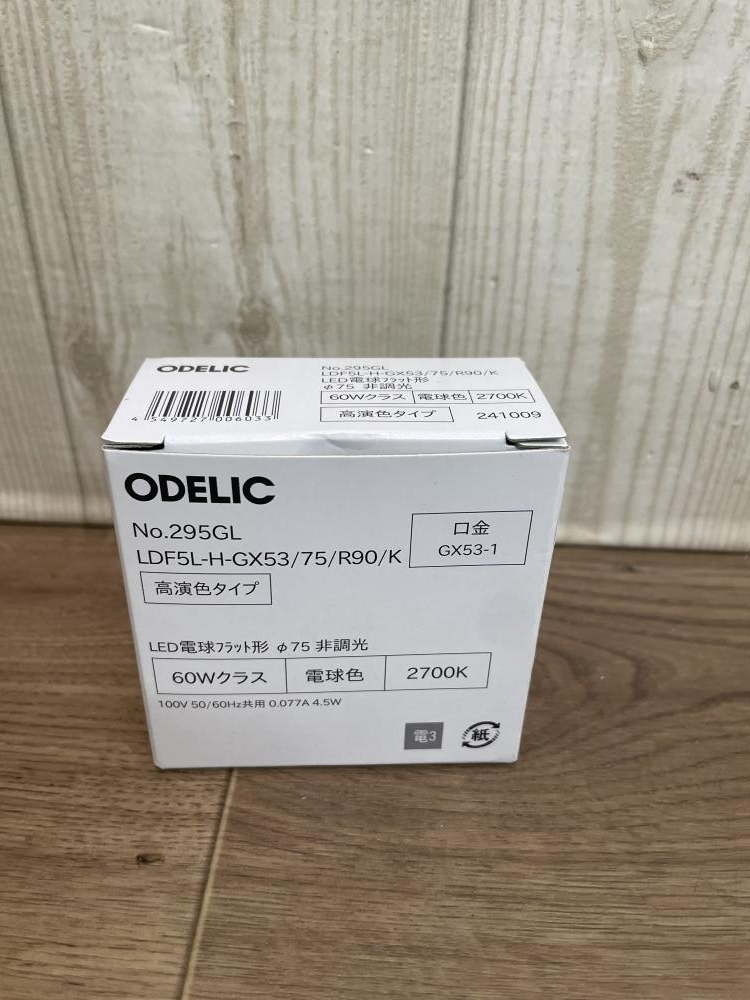 ODELIC
4 549727 006033
No.295GL
LDF5L-H-GX53/75/R90/K
LED電球フラット形
φ75 非調光
60Wクラス 電球色 2700K
高演色タイプ 241009
ODELIC
No.295GL
LDF5L-H-GX53/75/R90/K
口金
GX53-1
高演色タイプ
LED電球フラット形 φ75 非調光
60Wクラス 電球色 2700K
100V 50/60Hz共用 0.077A 4.5W
電3
紙